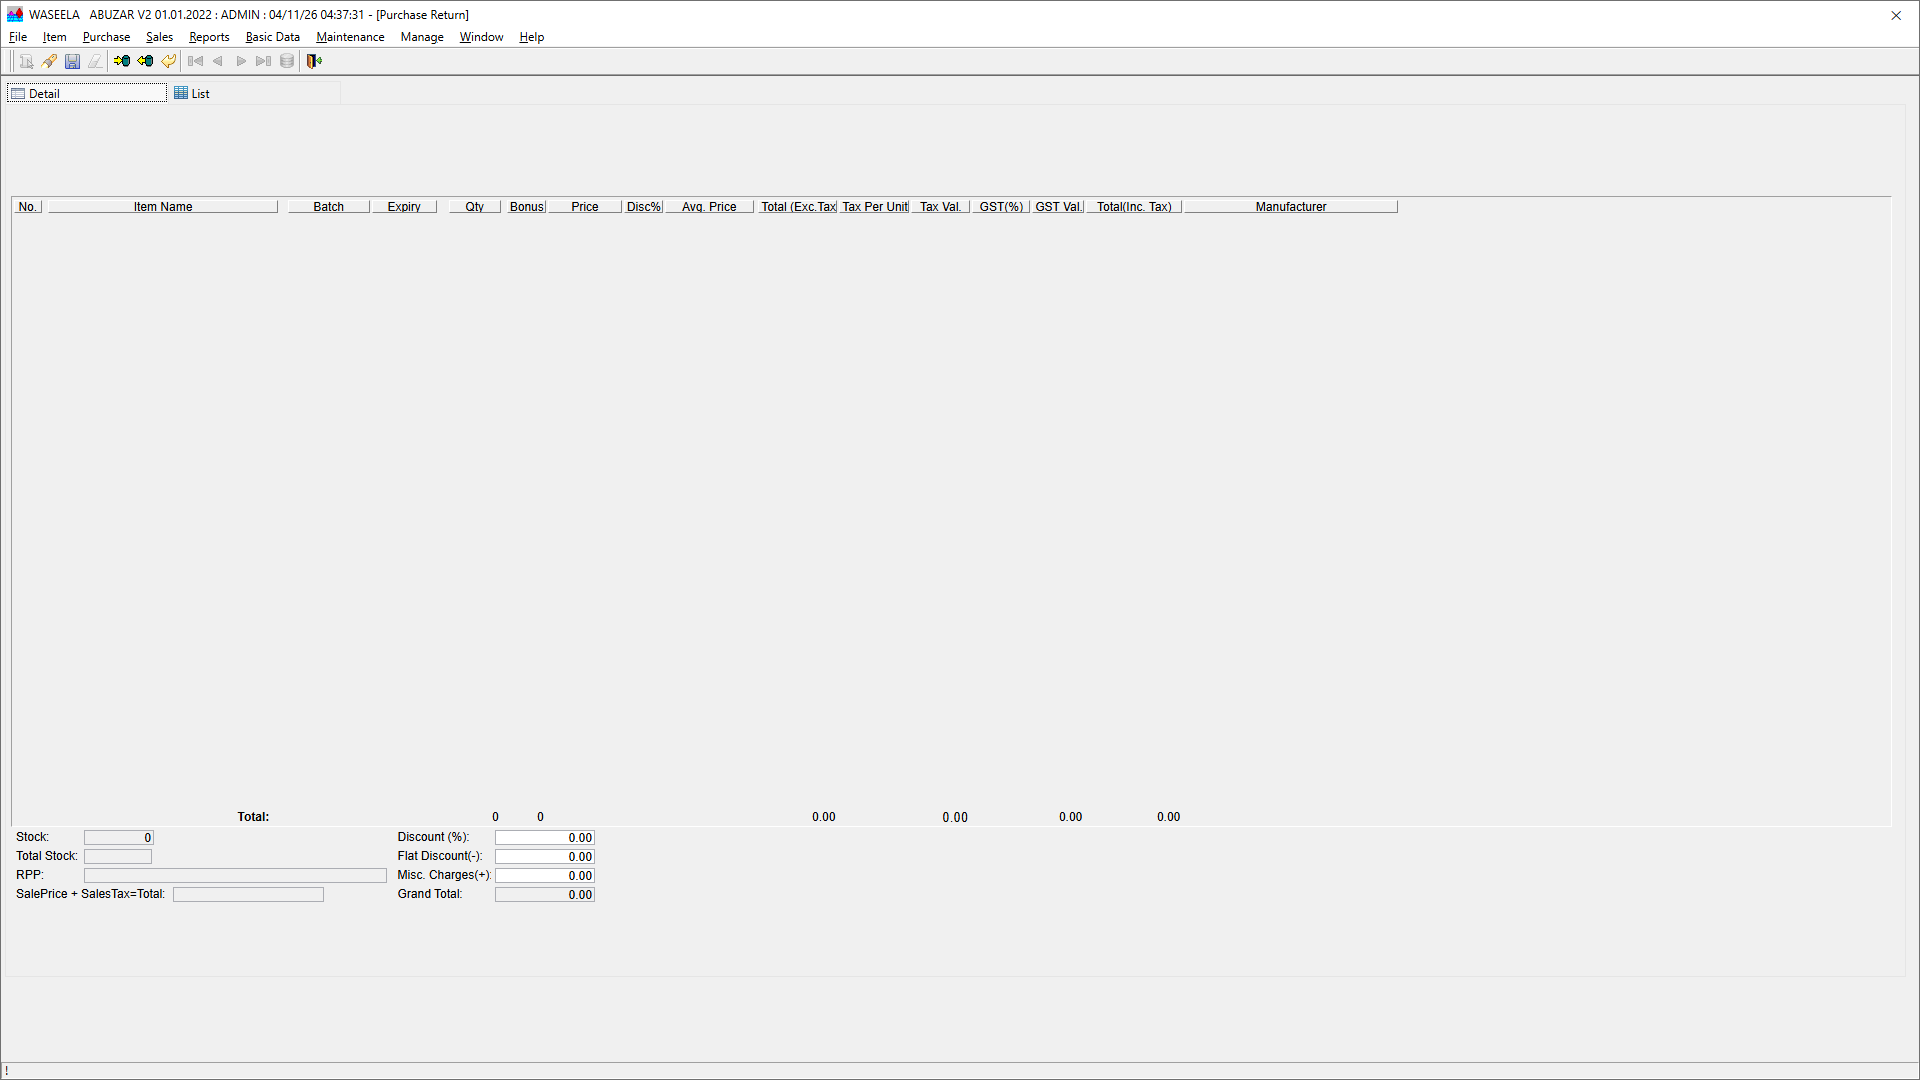 WASEELA   ABUZAR V2 01.01.2022 : ADMIN : 04/11/26 04:37:31 - [Purchase Return]
File Item Purchase Sales Reports Basic Data Maintenance Manage Window Help
Detail List
No. Item Name Batch Expiry Qty Bonus Price Disc% Avg. Price Total (Exc.Tax Tax Per Unit Tax Val. GST(%) GST Val. Total(Inc. Tax) Manufacturer
Total: 0 0 0.00 0.00 0.00 0.00
Stock: 0 Discount (%): 0.00
Total Stock: Flat Discount(-): 0.00
RPP: Misc. Charges(+): 0.00
SalePrice + SalesTax=Total: Grand Total: 0.00
!